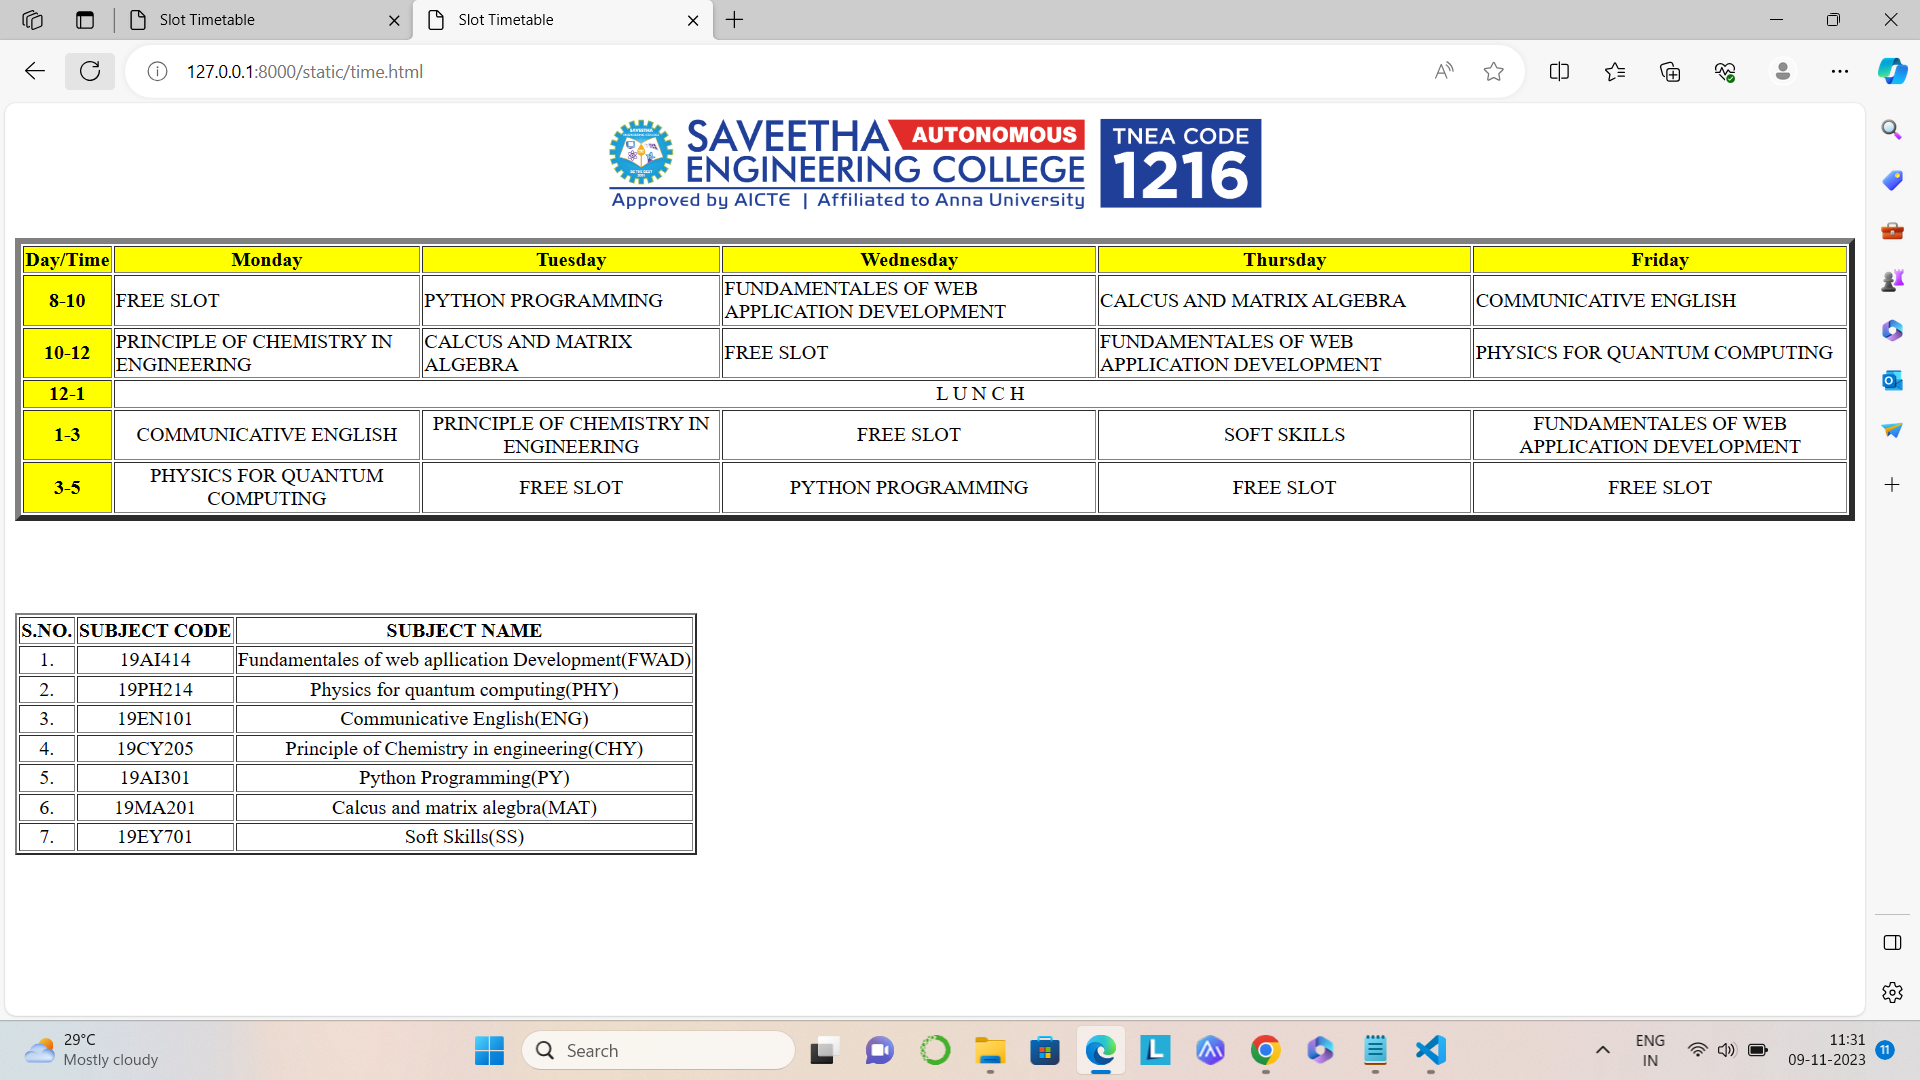 Slot Timetable
Slot Timetable
127.0.0.1:8000/static/time.html
SAVEETHA AUTONOMOUS
ENGINEERING COLLEGE
Approved by AICTE | Affiliated to Anna University
TNEA CODE
1216
Day/Time Monday Tuesday Wednesday Thursday Friday
8-10 FREE SLOT PYTHON PROGRAMMING FUNDAMENTALES OF WEB APPLICATION DEVELOPMENT CALCUS AND MATRIX ALGEBRA COMMUNICATIVE ENGLISH
10-12 PRINCIPLE OF CHEMISTRY IN ENGINEERING CALCUS AND MATRIX ALGEBRA FREE SLOT FUNDAMENTALES OF WEB APPLICATION DEVELOPMENT PHYSICS FOR QUANTUM COMPUTING
12-1 L U N C H
1-3 COMMUNICATIVE ENGLISH PRINCIPLE OF CHEMISTRY IN ENGINEERING FREE SLOT SOFT SKILLS FUNDAMENTALES OF WEB APPLICATION DEVELOPMENT
3-5 PHYSICS FOR QUANTUM COMPUTING FREE SLOT PYTHON PROGRAMMING FREE SLOT FREE SLOT
S.NO. SUBJECT CODE SUBJECT NAME
1. 19AI414 Fundamentales of web apllication Development(FWAD)
2. 19PH214 Physics for quantum computing(PHY)
3. 19EN101 Communicative English(ENG)
4. 19CY205 Principle of Chemistry in engineering(CHY)
5. 19AI301 Python Programming(PY)
6. 19MA201 Calcus and matrix alegbra(MAT)
7. 19EY701 Soft Skills(SS)
29°C
Mostly cloudy
Search
ENG
IN
11:31
09-11-2023
11